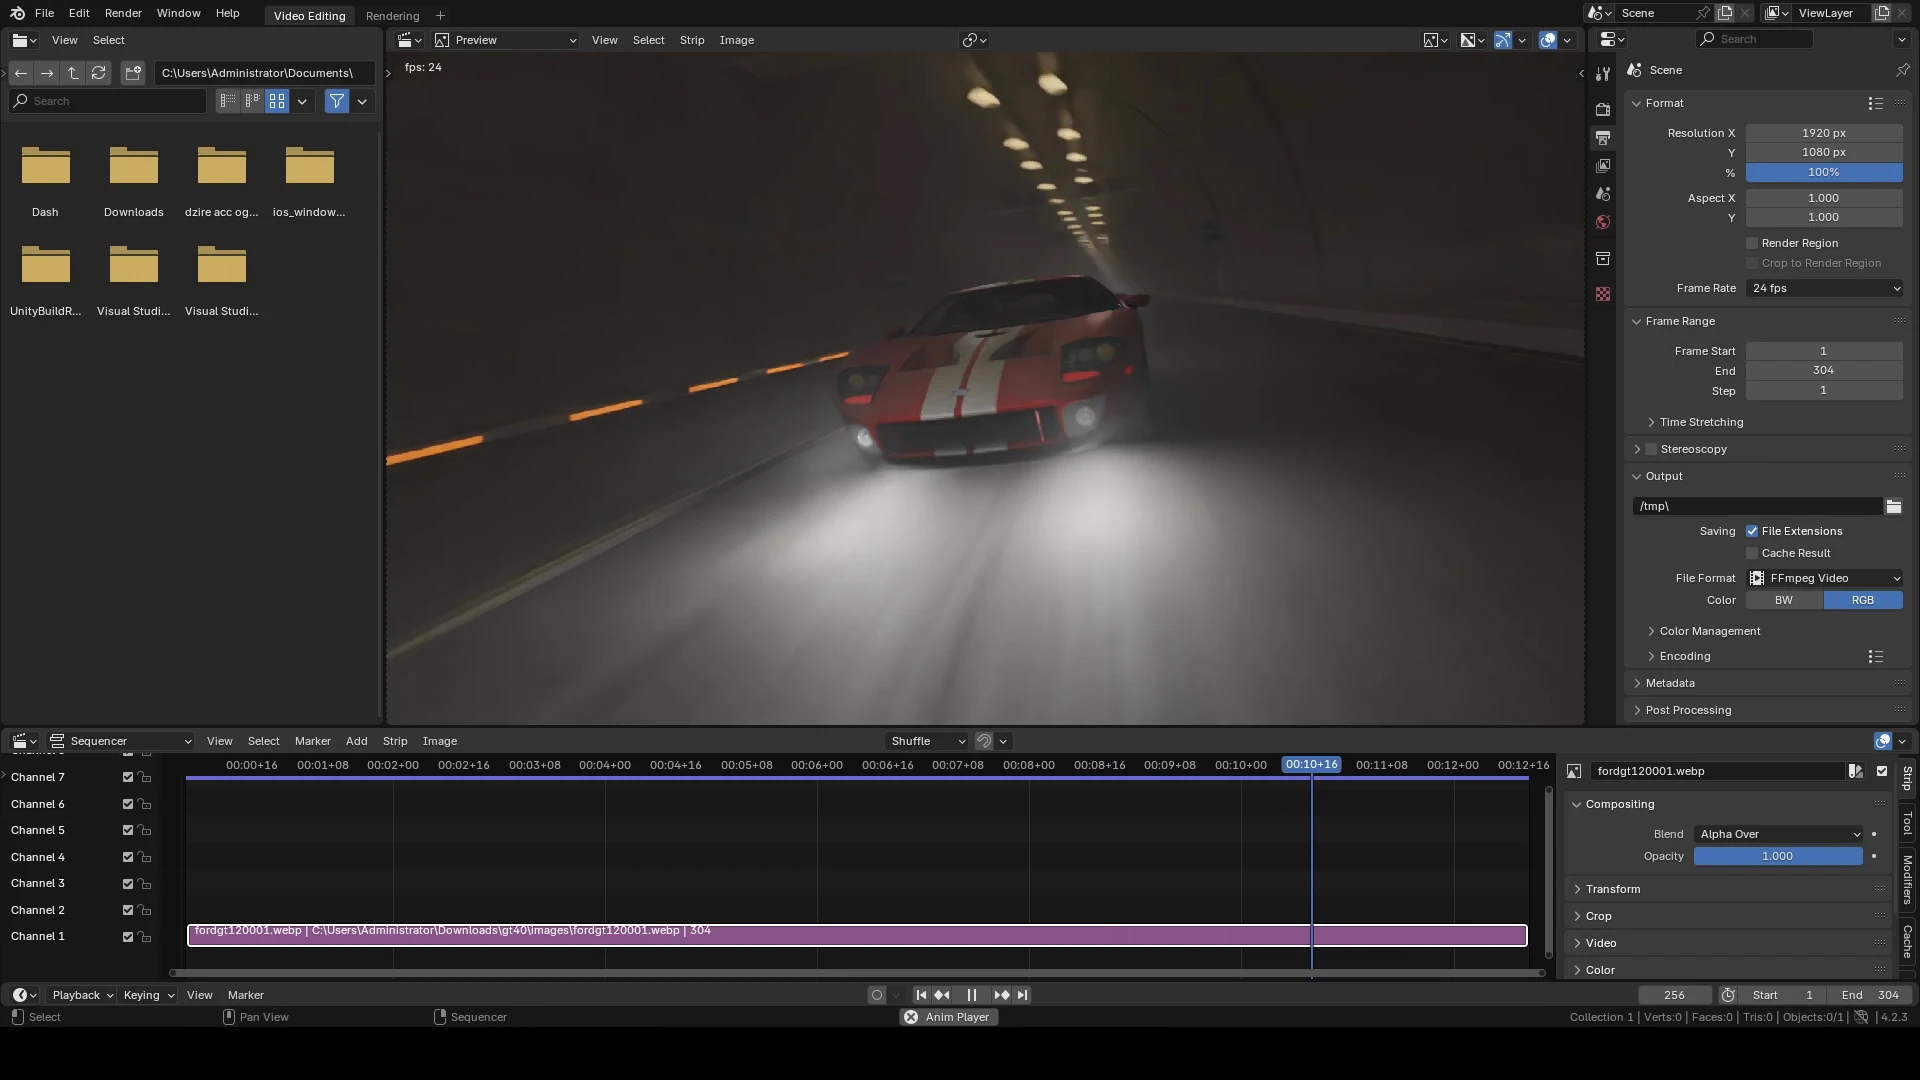 File Edit Render Window Help Video Editing Rendering + Scene ViewLayer
View Select Preview View Select Strip Image Search
C:\Users\Administrator\Documents\ fps: 24 Scene
Search
Dash Downloads dzire acc og... ios_window...
UnityBuildR... Visual Studi... Visual Studi...
Format
Resolution X 1920 px
Y 1080 px
% 100%
Aspect X 1.000
Y 1.000
Render Region
Crop to Render Region
Frame Rate 24 fps
Frame Range
Frame Start 1
End 304
Step 1
Time Stretching
Stereoscopy
Output
/tmp\
Saving File Extensions
Cache Result
File Format FFmpeg Video
Color BW RGB
Color Management
Encoding
Metadata
Post Processing
Sequencer View Select Marker Add Strip Image Shuffle
00:00+16 00:01+08 00:02+00 00:02+16 00:03+08 00:04+00 00:04+16 00:05+08 00:06+00 00:06+16 00:07+08 00:08+00 00:08+16 00:09+08 00:10+00 00:10+16 00:11+08 00:12+00 00:12+16
Channel 7
Channel 6
Channel 5
Channel 4
Channel 3
Channel 2
Channel 1
fordgt120001.webp | C:\Users\Administrator\Downloads\gt40\images\fordgt120001.webp | 304
fordgt120001.webp
Compositing
Blend Alpha Over
Opacity 1.000
Transform
Crop
Video
Color
Strip
Tool
Modifiers
Cache
Playback Keying View Marker 256 Start 1 End 304
Select Pan View Sequencer Anim Player Collection 1 | Verts:0 | Faces:0 | Tris:0 | Objects:0/1 | 4.2.3